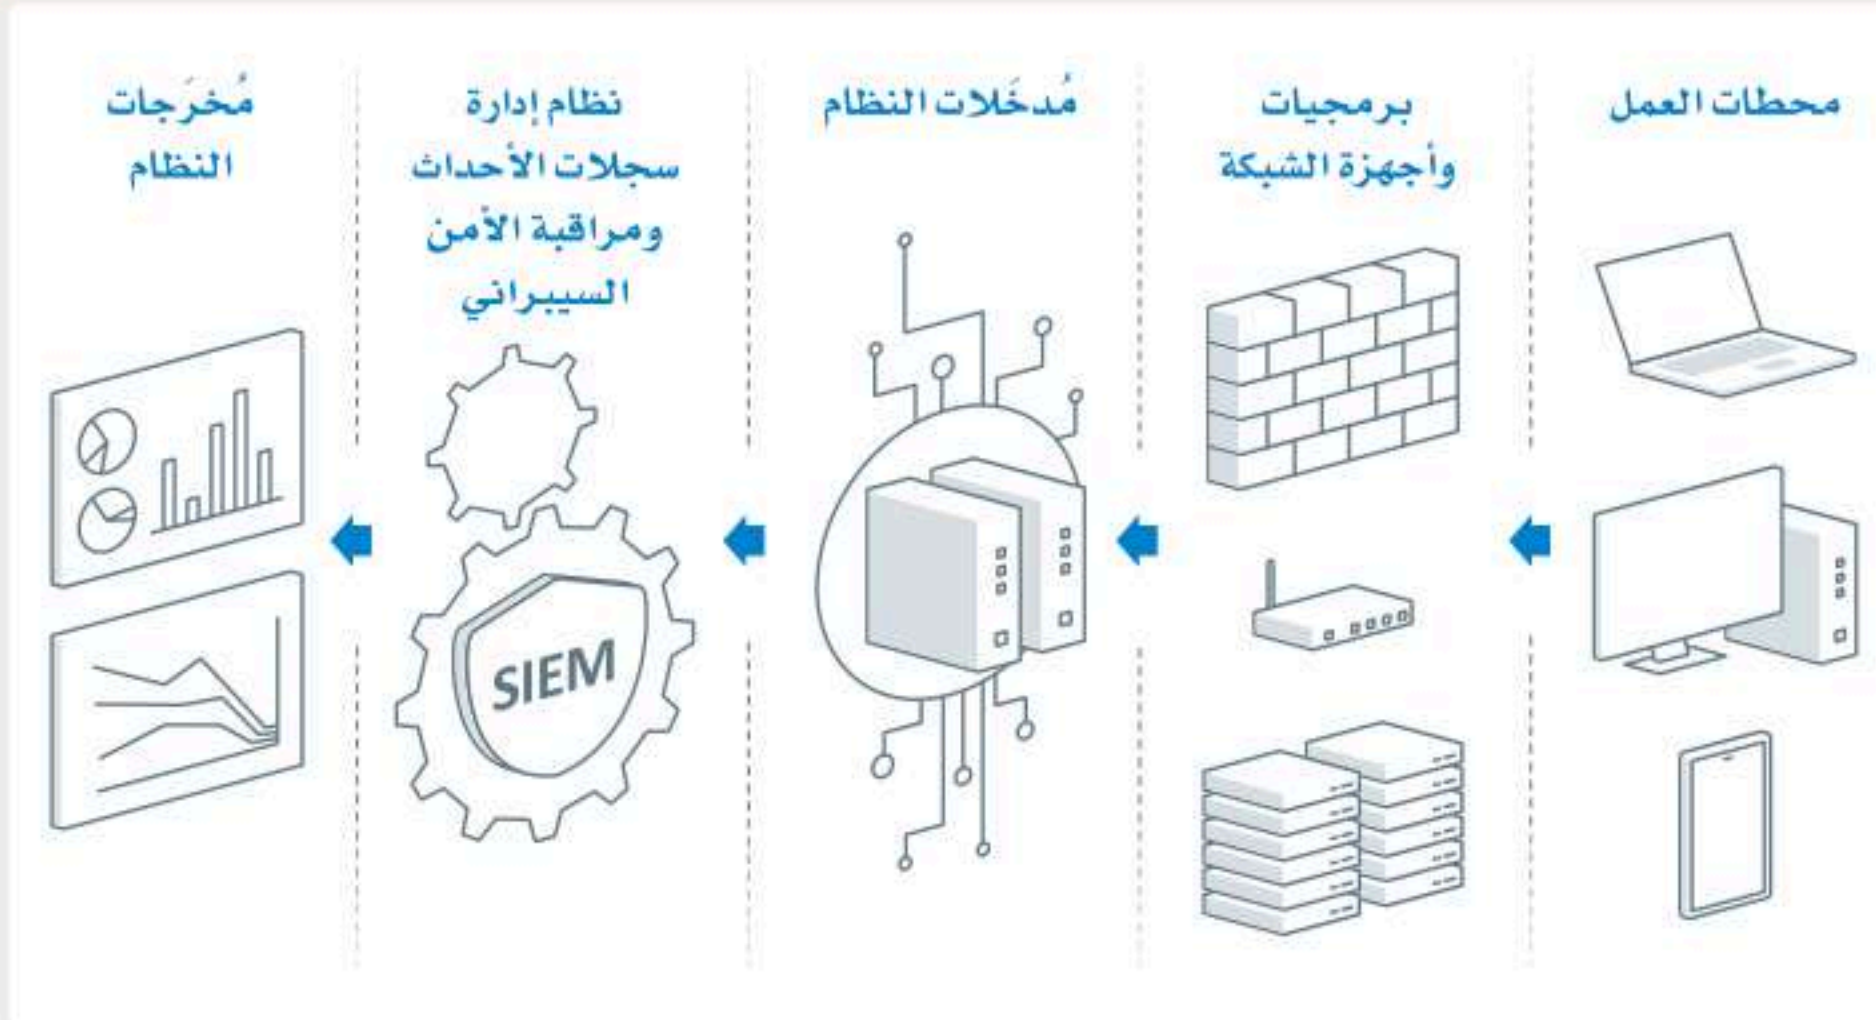 محطات العمل
برمجيات
وأجهزة الشبكة
مُدخَلات النظام
نظام إدارة
سجلات الأحداث
ومراقبة الأمن
السيبراني
SIEM
مُخرَجات
النظام